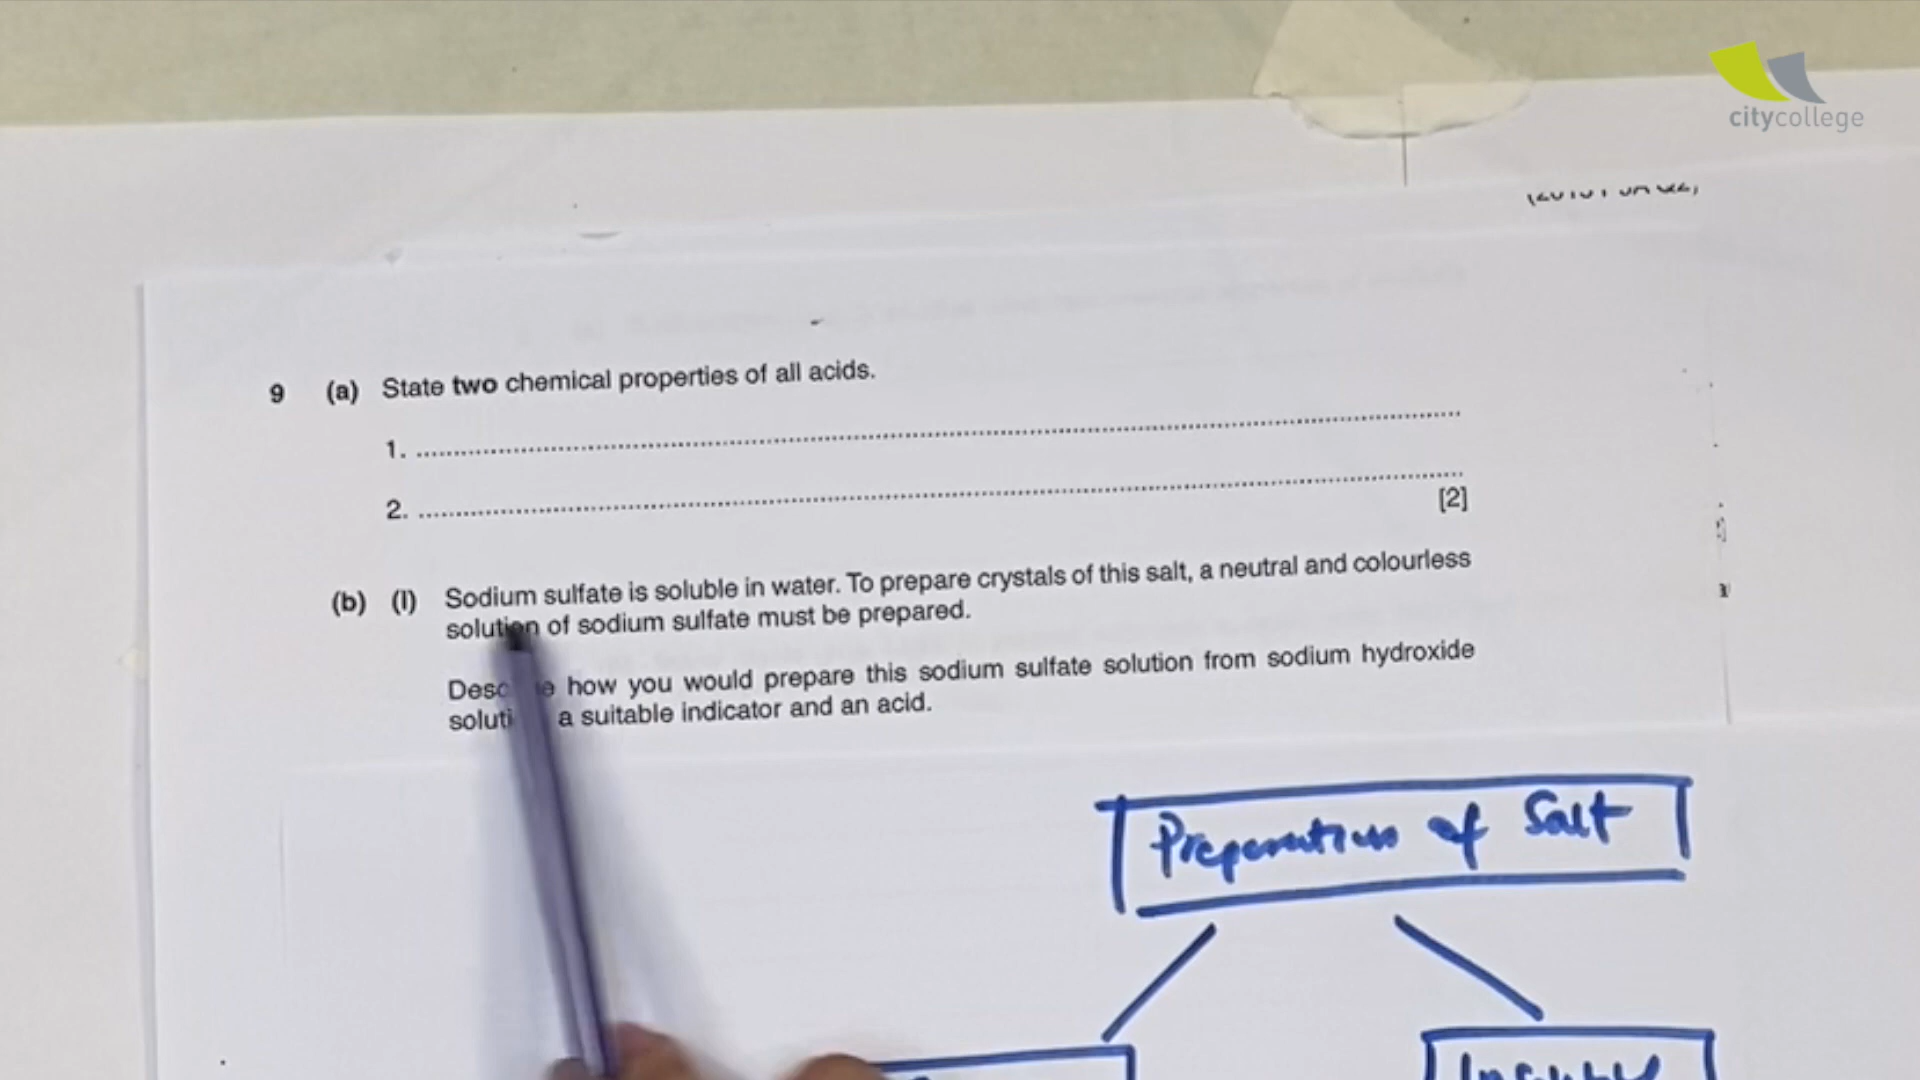 citycollege
9 (a) State two chemical properties of all acids.
1. ........................................
2. ........................................
[2]
(b) (I) Sodium sulfate is soluble in water. To prepare crystals of this salt, a neutral and colourless
solution of sodium sulfate must be prepared.
how you would prepare this sodium sulfate solution from sodium hydroxide
a suitable indicator and an acid.
Preparation of Salt